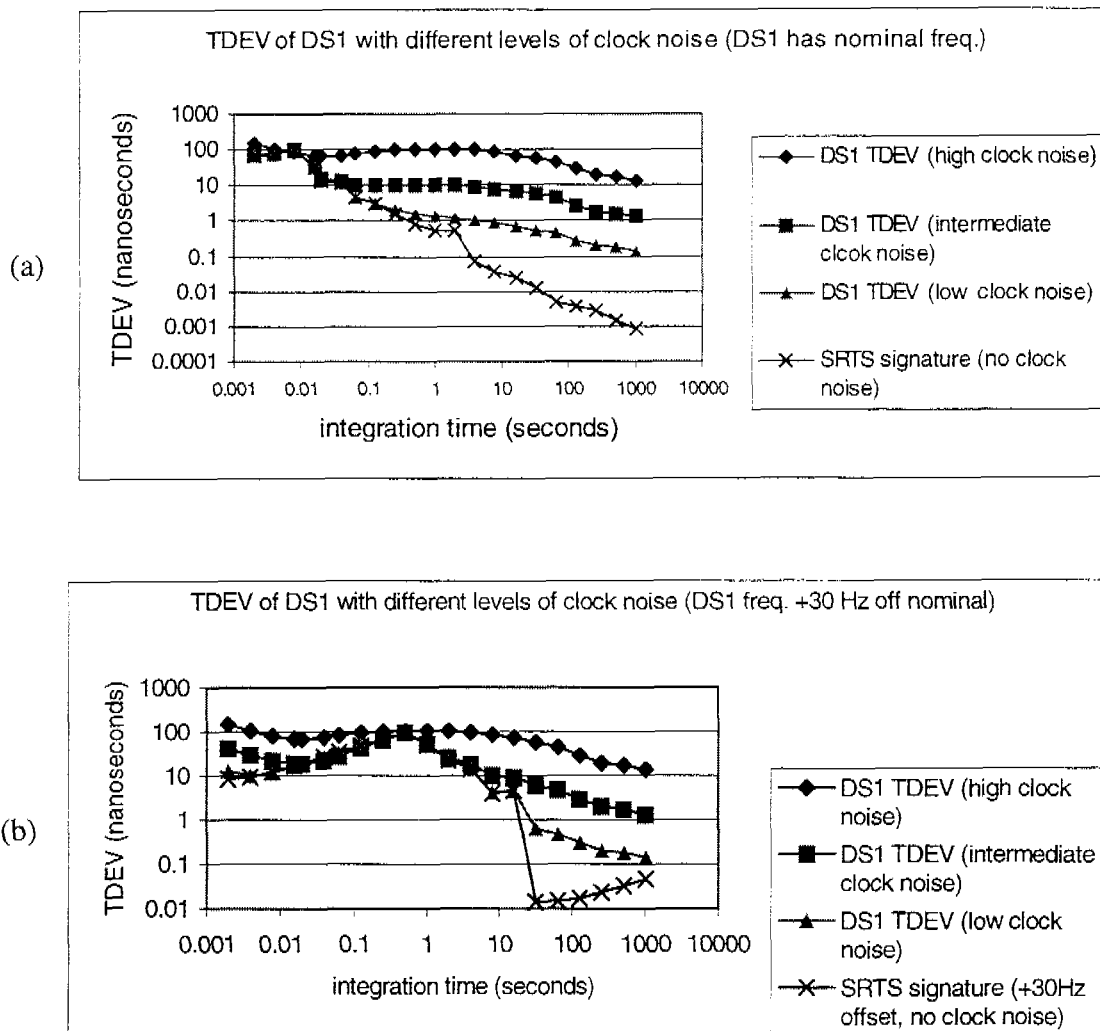 TDEV of DS1 with different levels of clock noise (DS1 has nominal freq.)
TDEV (nanoseconds)
1000
100
10
1
0.1
0.01
0.001
0.0001
0.001 0.01 0.1 1 10 100 1000 10000
integration time (seconds)
DS1 TDEV (high clock noise)
DS1 TDEV (intermediate
clcok noise)
DS1 TDEV (low clock noise)
SRTS signature (no clock
noise)
(a)
TDEV of DS1 with different levels of clock noise (DS1 freq. +30 Hz off nominal)
TDEV (nanoseconds)
1000
100
10
1
0.1
0.01
0.001 0.01 0.1 1 10 100 1000 10000
integration time (seconds)
DS1 TDEV (high clock
noise)
DS1 TDEV (intermediate
clock noise)
DS1 TDEV (low clock
noise)
SRTS signature (+30Hz
offset, no clock noise)
(b)